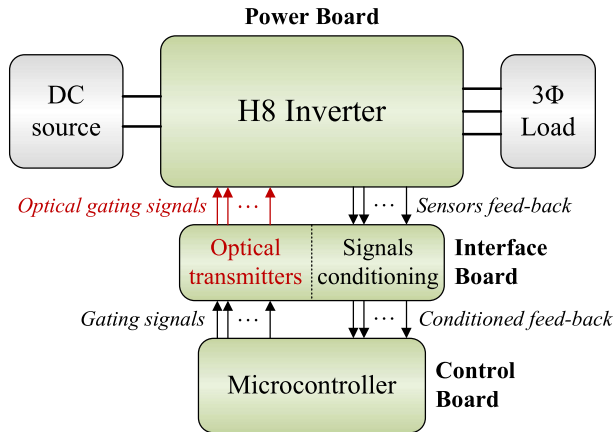 Power Board
DC
source
H8 Inverter
3Φ
Load
Optical gating signals
...
...
Sensors feed-back
Optical
transmitters
Signals
conditioning
Interface
Board
Gating signals
...
...
Conditioned feed-back
Microcontroller
Control
Board